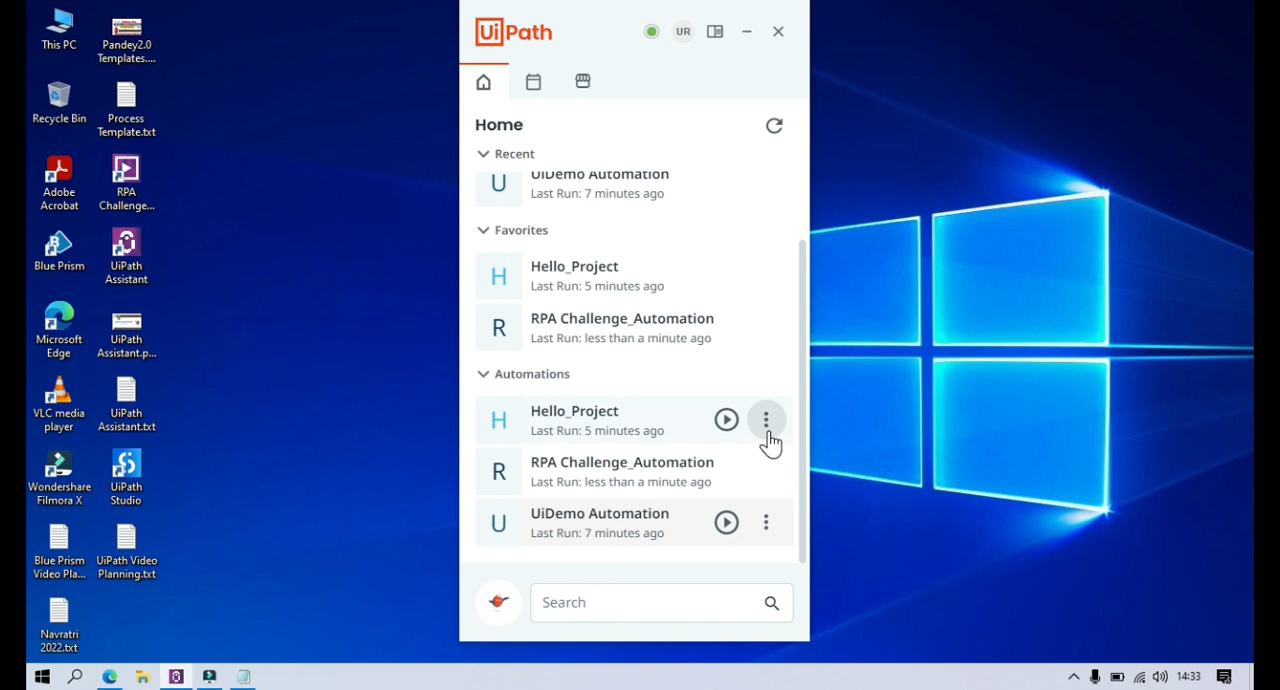 This PC
Pandey2.0
Templates....
Recycle Bin
Process
Template.txt
Adobe
Acrobat
RPA
Challenge...
Blue Prism
UiPath
Assistant
Microsoft
Edge
UiPath
Assistant.p...
VLC media
player
UiPath
Assistant.txt
Wondershare
Filmora X
UiPath
Studio
Blue Prism
Video Pla...
UiPath Video
Planning.txt
Navratri
2022.txt
UiPath
UR
Home
Recent
U
UiDemo Automation
Last Run: 7 minutes ago
Favorites
H
Hello_Project
Last Run: 5 minutes ago
R
RPA Challenge_Automation
Last Run: less than a minute ago
Automations
H
Hello_Project
Last Run: 5 minutes ago
R
RPA Challenge_Automation
Last Run: less than a minute ago
U
UiDemo Automation
Last Run: 7 minutes ago
Search
14:33